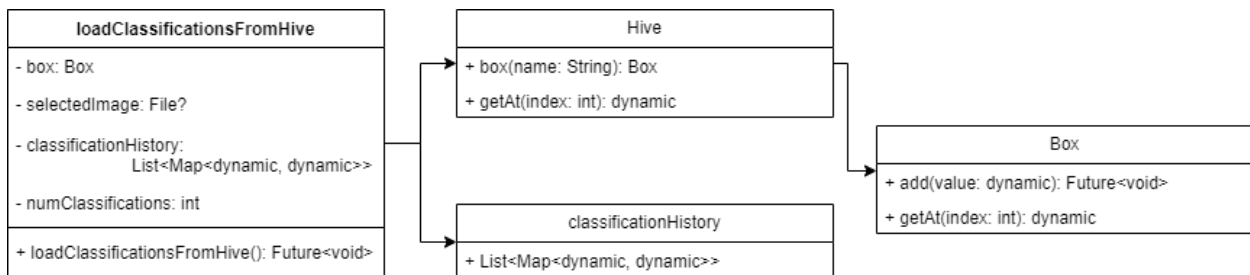 loadClassificationsFromHive
- box: Box
- selectedImage: File?
- classificationHistory:
List<Map<dynamic, dynamic>>
- numClassifications: int
+ loadClassificationsFromHive(): Future<void>
Hive
+ box(name: String): Box
+ getAt(index: int): dynamic
classificationHistory
+ List<Map<dynamic, dynamic>>
Box
+ add(value: dynamic): Future<void>
+ getAt(index: int): dynamic